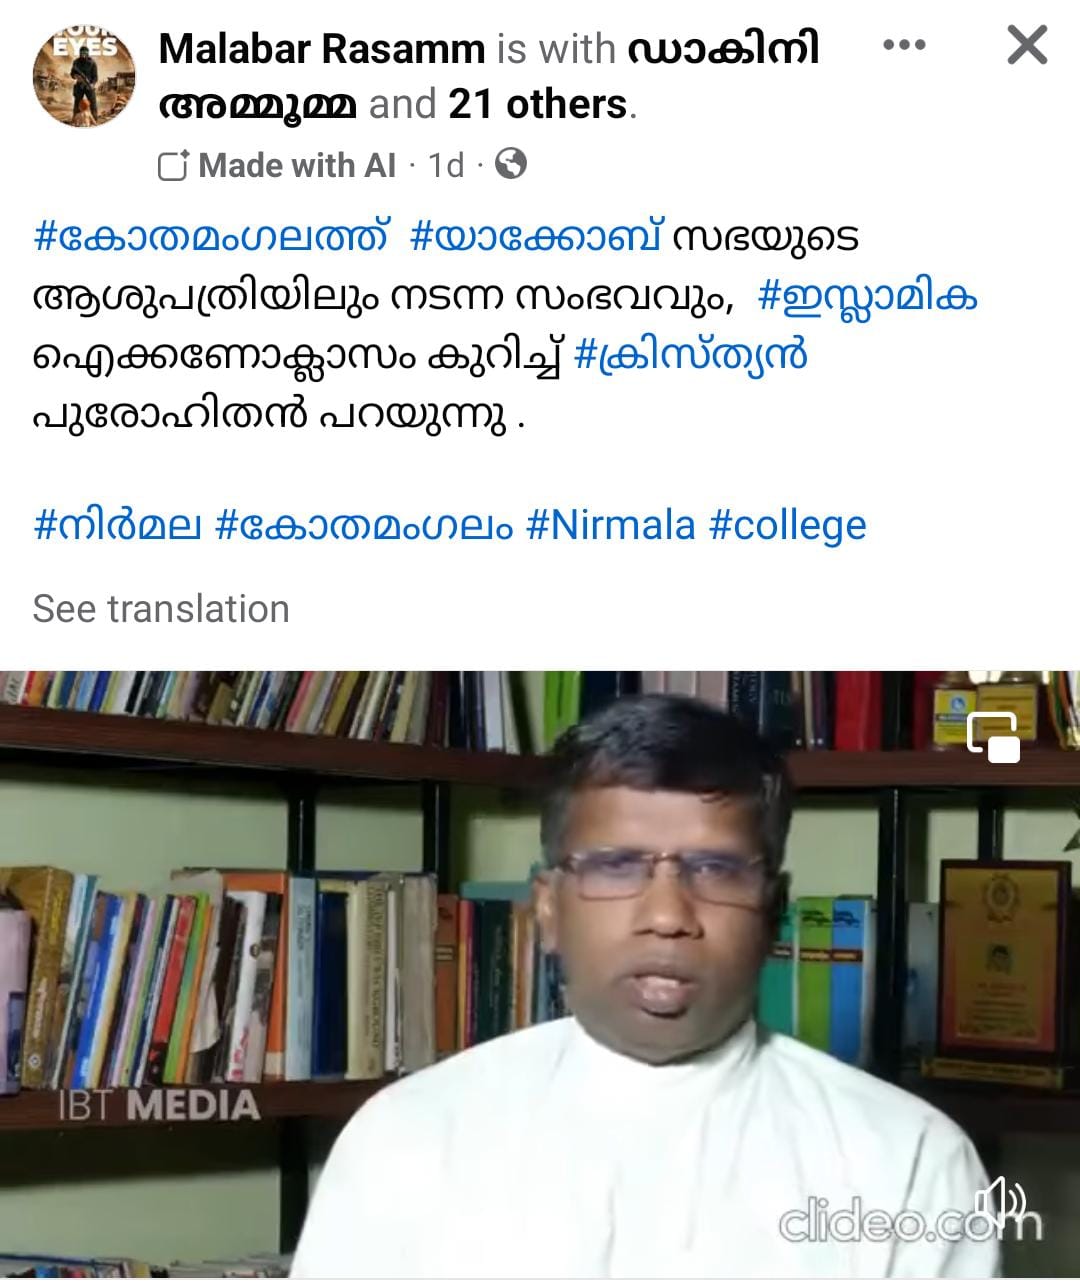 YOUR
EYES
Malabar Rasamm is with ഡാകിനി
അമ്മൂമ്മ and 21 others.
Made with AI · 1d ·
#കോതമംഗലത്ത് #യാക്കോബ് സഭയുടെ
ആശുപത്രിയിലും നടന്ന സംഭവവും, #ഇസ്ലാമിക
ഐക്കണോക്ലാസം കുറിച്ച് #ക്രിസ്ത്യൻ
പുരോഹിതൻ പറയുന്നു .
#നിർമല #കോതമംഗലം #Nirmala #college
See translation
IBT MEDIA
clideo.com